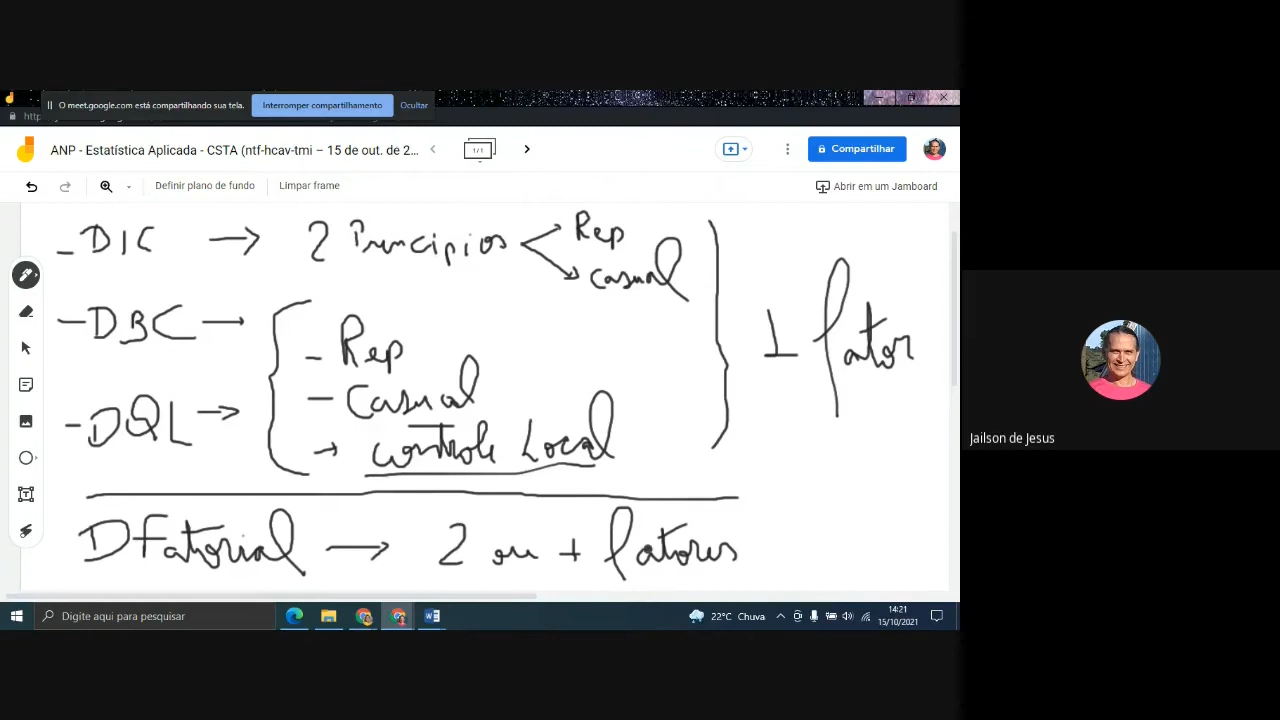 O meet.google.com está compartilhando sua tela. Interromper compartilhamento Ocultar
ANP - Estatística Aplicada - CSTA (ntf-hcav-tmi – 15 de out. de 2...
1/1
Compartilhar
Definir plano de fundo Limpar frame
Abrir em um Jamboard
- DIC → 2 Principios Rep
→ casual
- DBC →
- Rep
- Casual
- DQL →
→ controle Local
1 fator
DFatorial → 2 ou + fatores
Jailson de Jesus
Digite aqui para pesquisar
22°C Chuva
14:21
15/10/2021